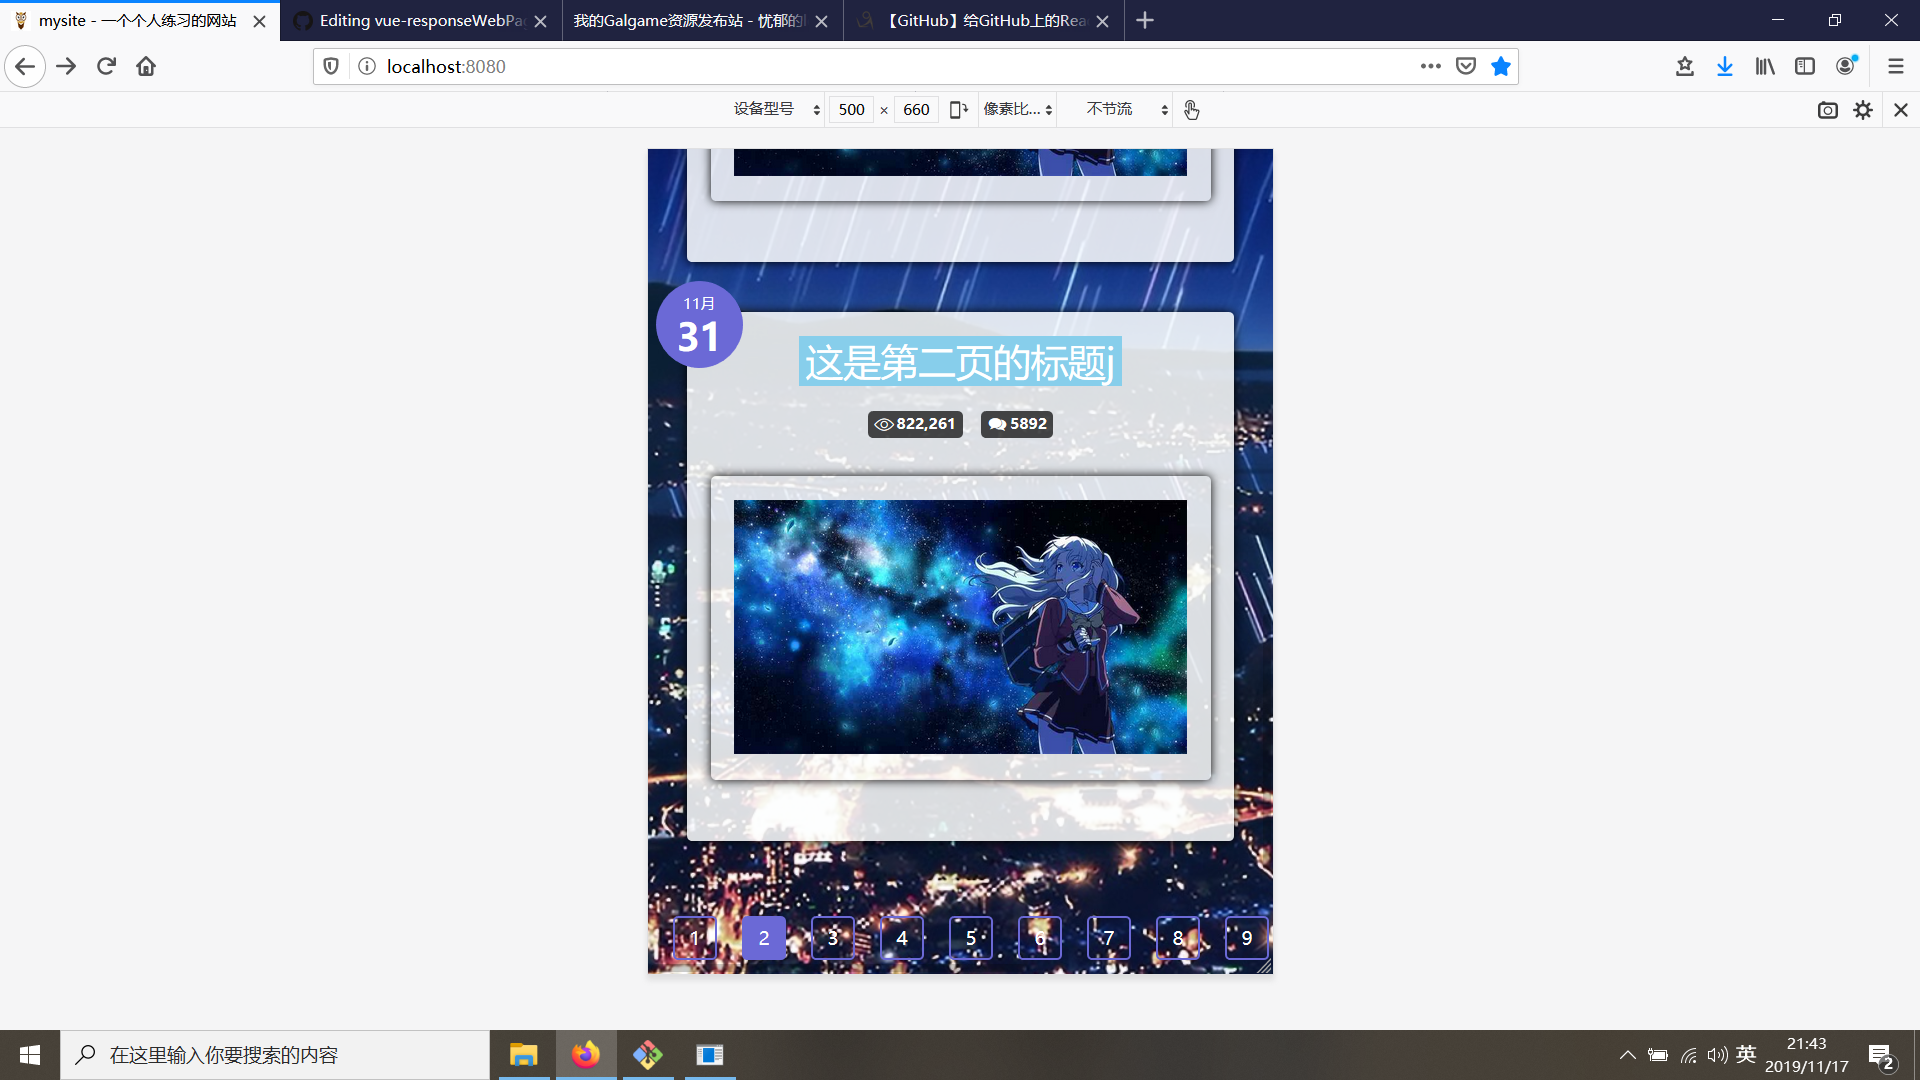 mysite - 一个个人练习的网站
Editing vue-responseWebPa
我的Galgame资源发布站 - 忧郁的
【GitHub】给GitHub上的Rea
localhost:8080
设备型号 500 × 660 像素比... 不节流
11月
31
这是第二页的标题j
822,261 5892
1 2 3 4 5 6 7 8 9
在这里输入你要搜索的内容
英
21:43
2019/11/17
2